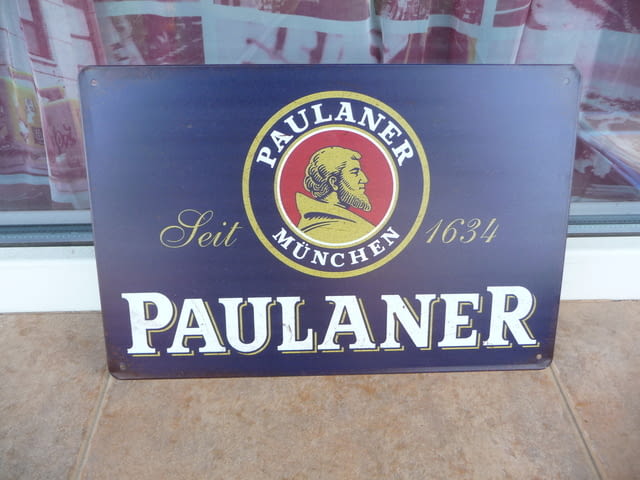 PAULANER
MÜNCHEN
Seit 1634
PAULANER